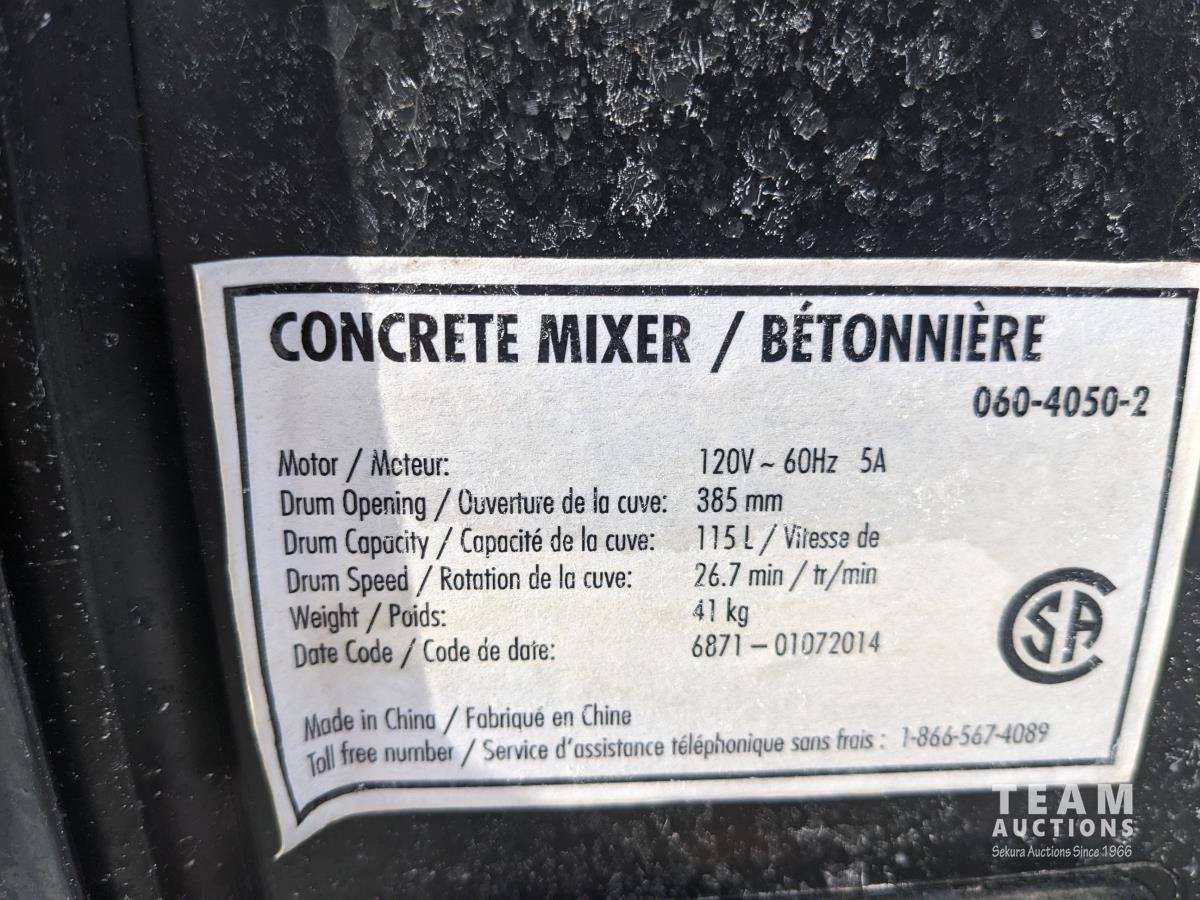 CONCRETE MIXER / BÉTONNIÈRE
060-4050-2
Motor / Moteur: 120V ~ 60Hz 5A
Drum Opening / Ouverture de la cuve: 385 mm
Drum Capacity / Capacité de la cuve: 115 L / Vitesse de
Drum Speed / Rotation de la cuve: 26.7 min / tr/min
Weight / Poids: 41 kg
Date Code / Code de date: 6871 – 01072014
CSA
Made in China / Fabriqué en Chine
Toll free number / Service d'assistance téléphonique sans frais : 1-866-567-4089
TEAM
AUCTIONS
Sekura Auctions Since 1966